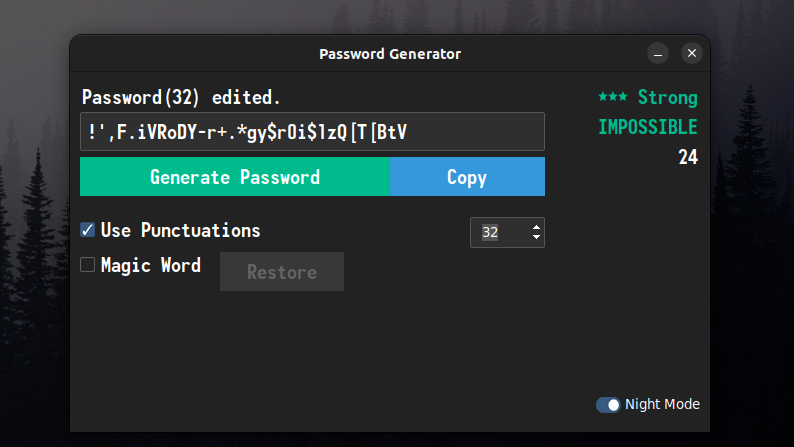 Password Generator
Password(32) edited.
!',F.iVRoDY-r+.*gy$rOi$lzQ[T[BtV
Generate Password
Copy
Use Punctuations
32
Magic Word
Restore
★★★ Strong
IMPOSSIBLE
24
Night Mode